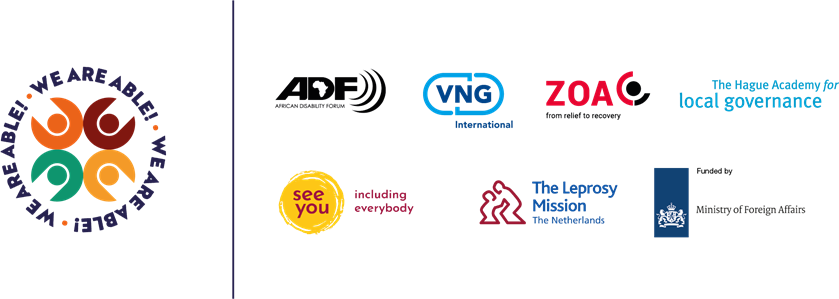 WE ARE ABLE! • WE ARE ABLE! • WE ARE ABLE! •
ADF
AFRICAN DISABILITY FORUM
VNG
International
ZOA
from relief to recovery
The Hague Academy for
local governance
see
you
including
everybody
The Leprosy
Mission
The Netherlands
Funded by
Ministry of Foreign Affairs